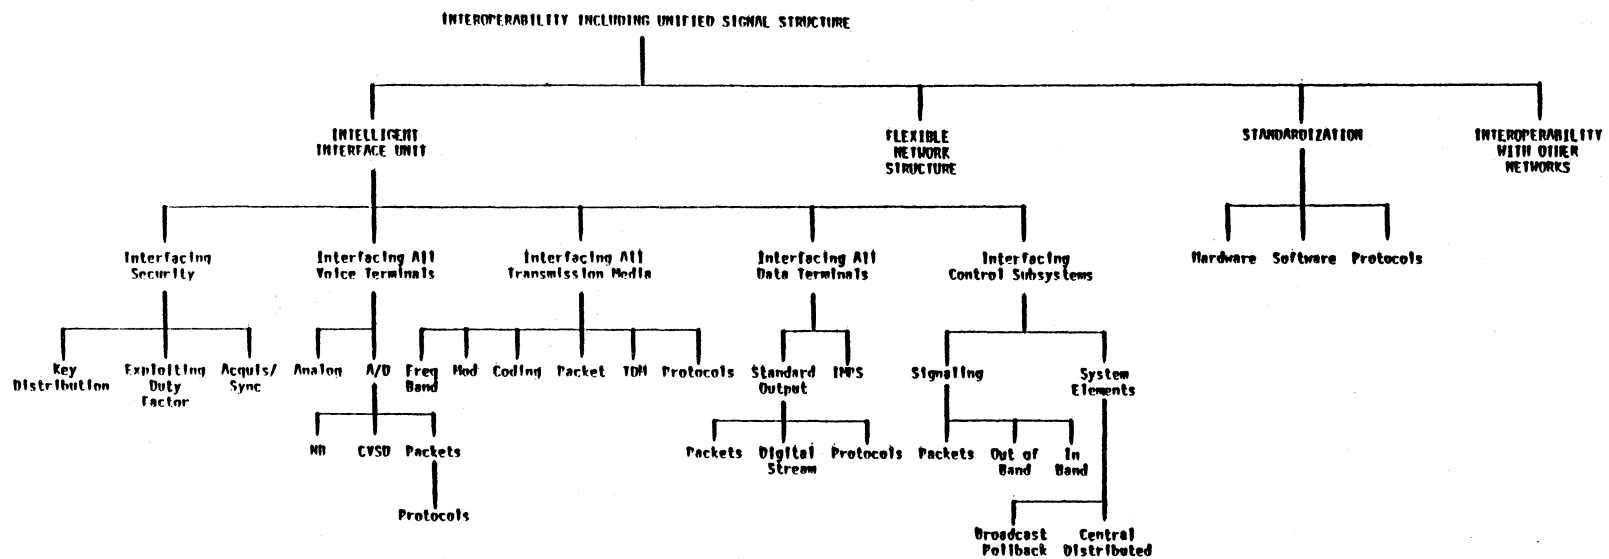 INTEROPERABILITY INCLUDING UNIFIED SIGNAL STRUCTURE
INTELLIGENT
INTERFACE UNIT
FLEXIBLE
NETWORK
STRUCTURE
STANDARDIZATION
INTEROPERABILITY
WITH OTHER
NETWORKS
Interfacing
Security
Interfacing All
Voice Terminals
Interfacing All
Transmission Media
Interfacing All
Data Terminals
Interfacing
Control Subsystems
Hardware
Software
Protocols
Key
Distribution
Exploiting
Duty
Factor
Acquis/
Sync
Analog
A/D
Freq
Band
Mod
Coding
Packet
TDM
Protocols
Standard
Output
IMPS
Signaling
System
Elements
NB
CVSD
Packets
Packets
Digital
Stream
Protocols
Packets
Out of
Band
In
Band
Protocols
Broadcast
Pollback
Central
Distributed